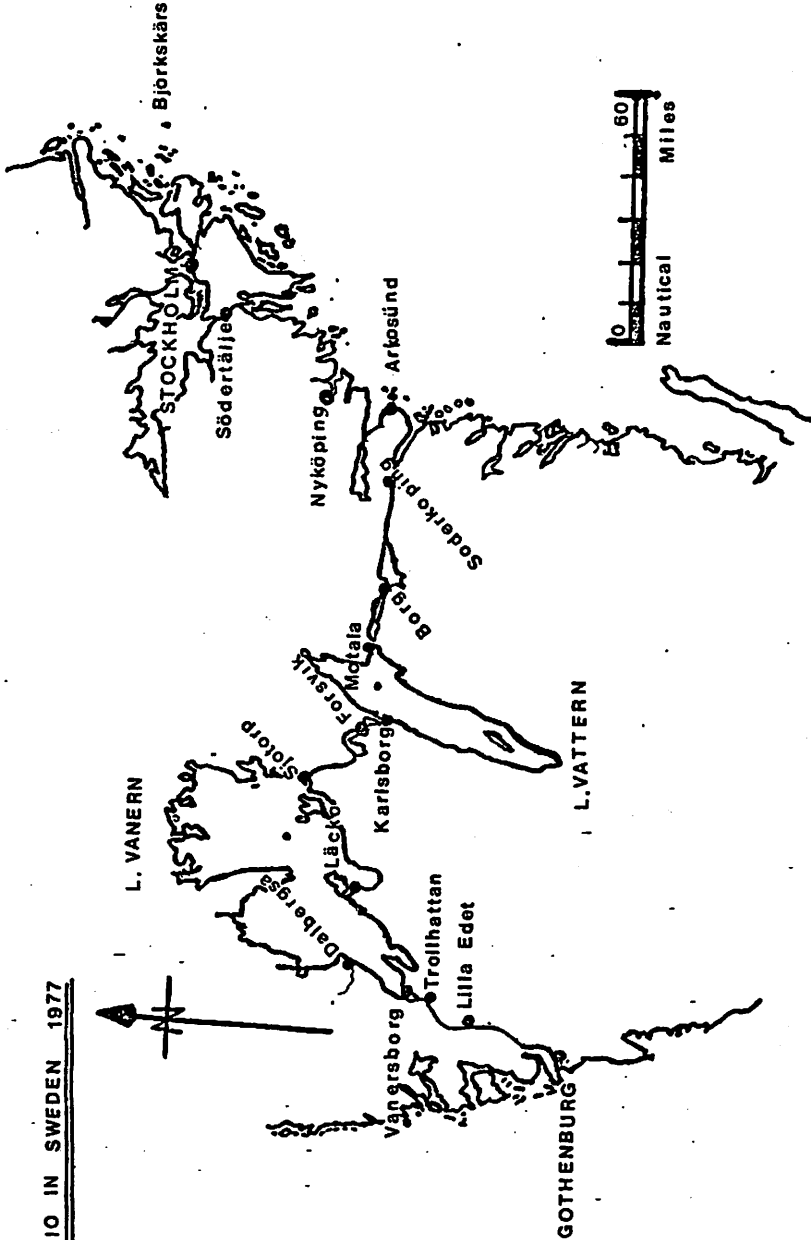 IO IN SWEDEN 1977
L. VANERN
Björkskärs
STOCKHOLM
Södertälje
Nyköping
Arkosünd
Soderkoping
Borg
Motala
Forsvik
Karlsborg
Sjotorp
Läckö
Dalbergsa
Vanersborg
Trollhattan
Lilla Edet
GOTHENBURG
L. VATTERN
0 60
Nautical Miles